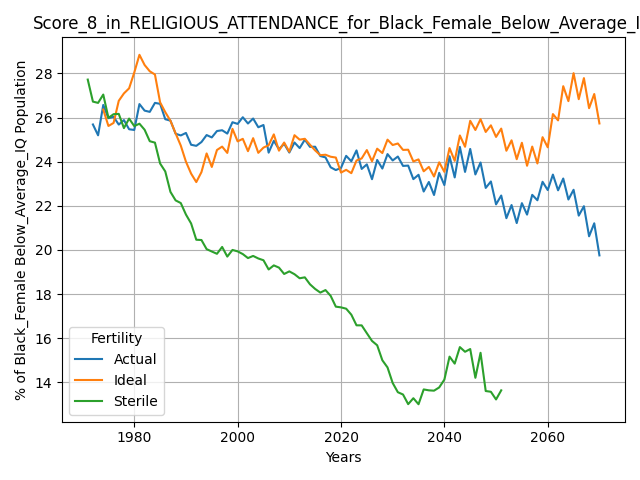 Score_8_in_RELIGIOUS_ATTENDANCE_for_Black_Female_Below_Average_I
% of Black_Female Below_Average_IQ Population
28
26
24
22
20
18
16
14
Fertility
Actual
Ideal
Sterile
1980
2000
2020
2040
2060
Years